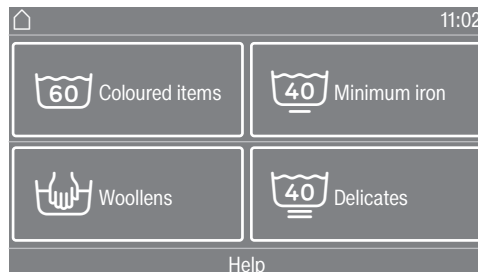 11:02
60 Coloured items
40 Minimum iron
Woollens
40 Delicates
Help